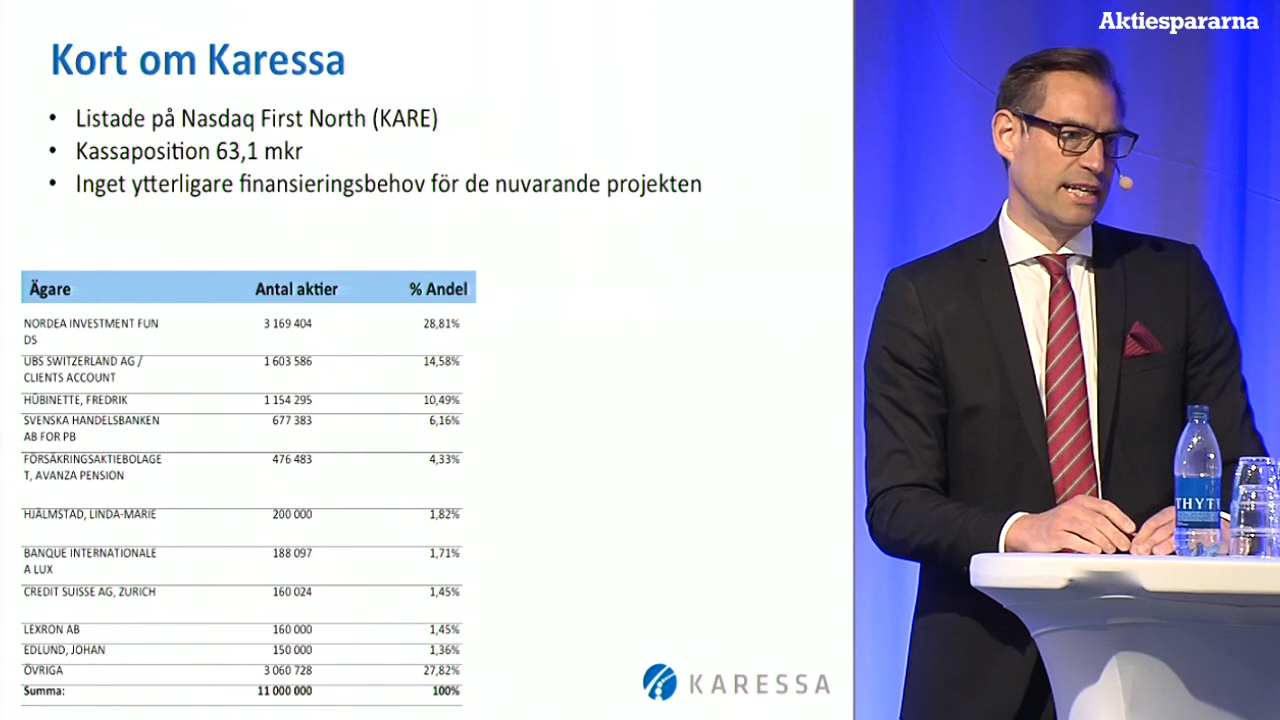 Aktiespararna
Kort om Karessa
• Listade på Nasdaq First North (KARE)
• Kassaposition 63,1 mkr
• Inget ytterligare finansieringsbehov för de nuvarande projekten
Ägare Antal aktier % Andel
NORDEA INVESTMENT FUN 3 169 404 28,81%
DS
UBS SWITZERLAND AG / 1 603 586 14,58%
CLIENTS ACCOUNT
HÜBINETTE, FREDRIK 1 154 295 10,49%
SVENSKA HANDELSBANKEN 677 383 6,16%
AB FOR PB
FÖRSÄKRINGSAKTIEBOLAGE 476 483 4,33%
T, AVANZA PENSION
HJÄLMSTAD, LINDA-MARIE 200 000 1,82%
BANQUE INTERNATIONALE 188 097 1,71%
A LUX
CREDIT SUISSE AG, ZURICH 160 024 1,45%
LEXRON AB 160 000 1,45%
EDLUND, JOHAN 150 000 1,36%
ÖVRIGA 3 060 728 27,82%
Summa: 11 000 000 100%
KARESSA
THYT